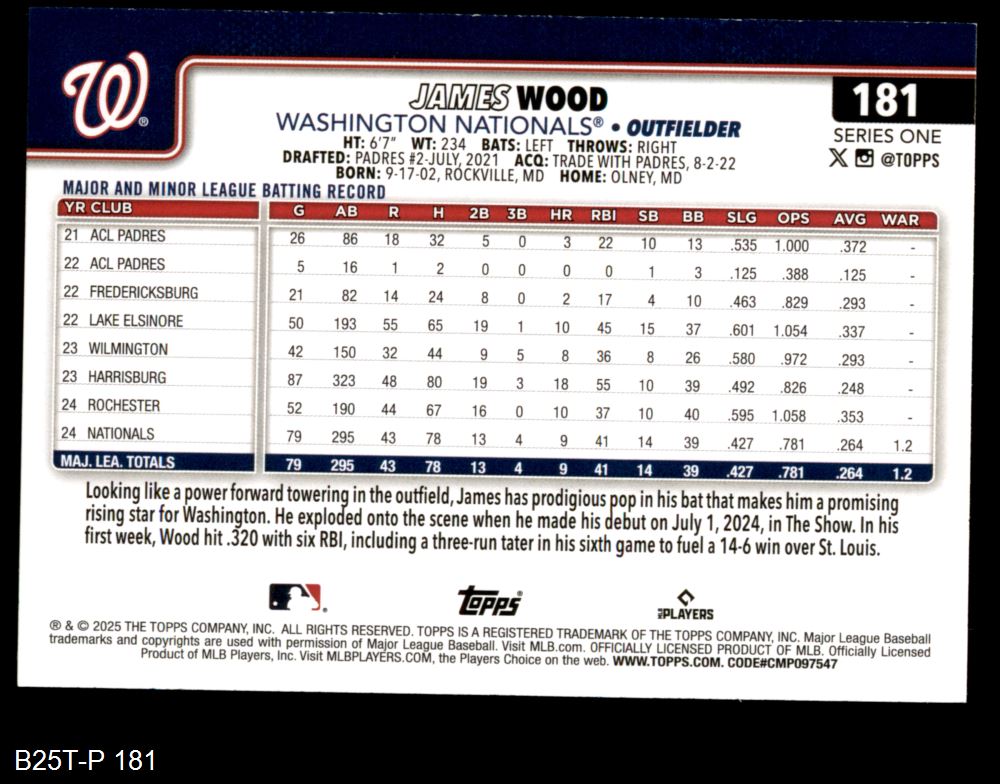 W®
JAMES WOOD
181
WASHINGTON NATIONALS® • OUTFIELDER
SERIES ONE
HT: 6'7" WT: 234 BATS: LEFT THROWS: RIGHT
@TOPPS
DRAFTED: PADRES #2-JULY, 2021 ACQ: TRADE WITH PADRES, 8-2-22
BORN: 9-17-02, ROCKVILLE, MD HOME: OLNEY, MD
MAJOR AND MINOR LEAGUE BATTING RECORD
YR CLUB G AB R H 2B 3B HR RBI SB BB SLG OPS AVG WAR
21 ACL PADRES 26 86 18 32 5 0 3 22 10 13 .535 1.000 .372 -
22 ACL PADRES 5 16 1 2 0 0 0 0 1 3 .125 .388 .125 -
22 FREDERICKSBURG 21 82 14 24 8 0 2 17 4 10 .463 .829 .293 -
22 LAKE ELSINORE 50 193 55 65 19 1 10 45 15 37 .601 1.054 .337 -
23 WILMINGTON 42 150 32 44 9 5 8 36 8 26 .580 .972 .293 -
23 HARRISBURG 87 323 48 80 19 3 18 55 10 39 .492 .826 .248 -
24 ROCHESTER 52 190 44 67 16 0 10 37 10 40 .595 1.058 .353 -
24 NATIONALS 79 295 43 78 13 4 9 41 14 39 .427 .781 .264 1.2
MAJ. LEA. TOTALS 79 295 43 78 13 4 9 41 14 39 .427 .781 .264 1.2
Looking like a power forward towering in the outfield, James has prodigious pop in his bat that makes him a promising
rising star for Washington. He exploded onto the scene when he made his debut on July 1, 2024, in The Show. In his
first week, Wood hit .320 with six RBI, including a three-run tater in his sixth game to fuel a 14-6 win over St. Louis.
Topps® PLAYERS
® & © 2025 THE TOPPS COMPANY, INC. ALL RIGHTS RESERVED. TOPPS IS A REGISTERED TRADEMARK OF THE TOPPS COMPANY, INC. Major League Baseball
trademarks and copyrights are used with permission of Major League Baseball. Visit MLB.com. OFFICIALLY LICENSED PRODUCT OF MLB. Officially Licensed
Product of MLB Players, Inc. Visit MLBPLAYERS.COM, the Players Choice on the web. WWW.TOPPS.COM. CODE#CMP097547
B25T-P 181